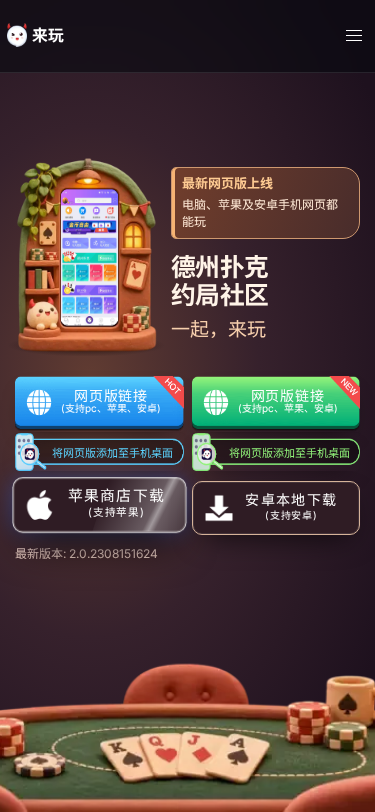 来玩
最新网页版上线
电脑、苹果及安卓手机网页都
能玩
德州扑克
约局社区
一起，来玩
网页版链接
(支持pc、苹果、安卓)
HOT
网页版链接
(支持pc、苹果、安卓)
NEW
将网页版添加至手机桌面
将网页版添加至手机桌面
苹果商店下载
(支持苹果)
安卓本地下载
(支持安卓)
最新版本: 2.0.2308151624
K
Q
J
A